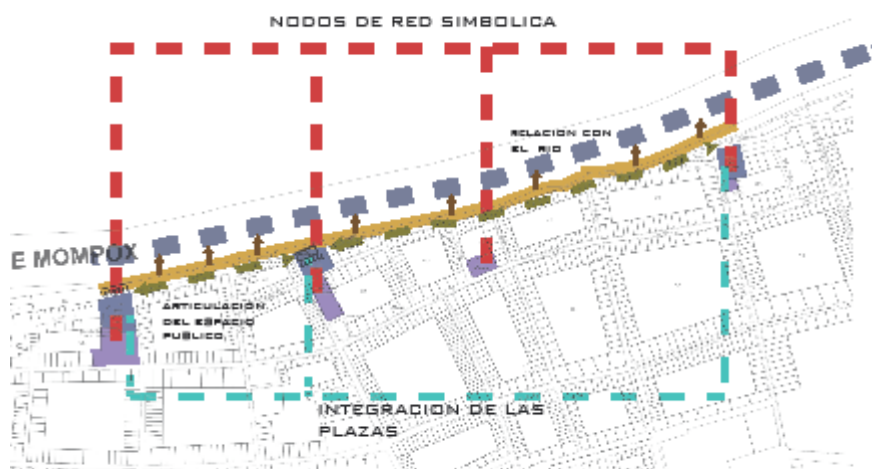 NODOS DE RED SIMBOLICA
RELACION CON
EL RIO
E MOMPOX
ARTICULACION
DEL ESPACIO
PUBLICO
INTEGRACION DE LAS
PLAZAS